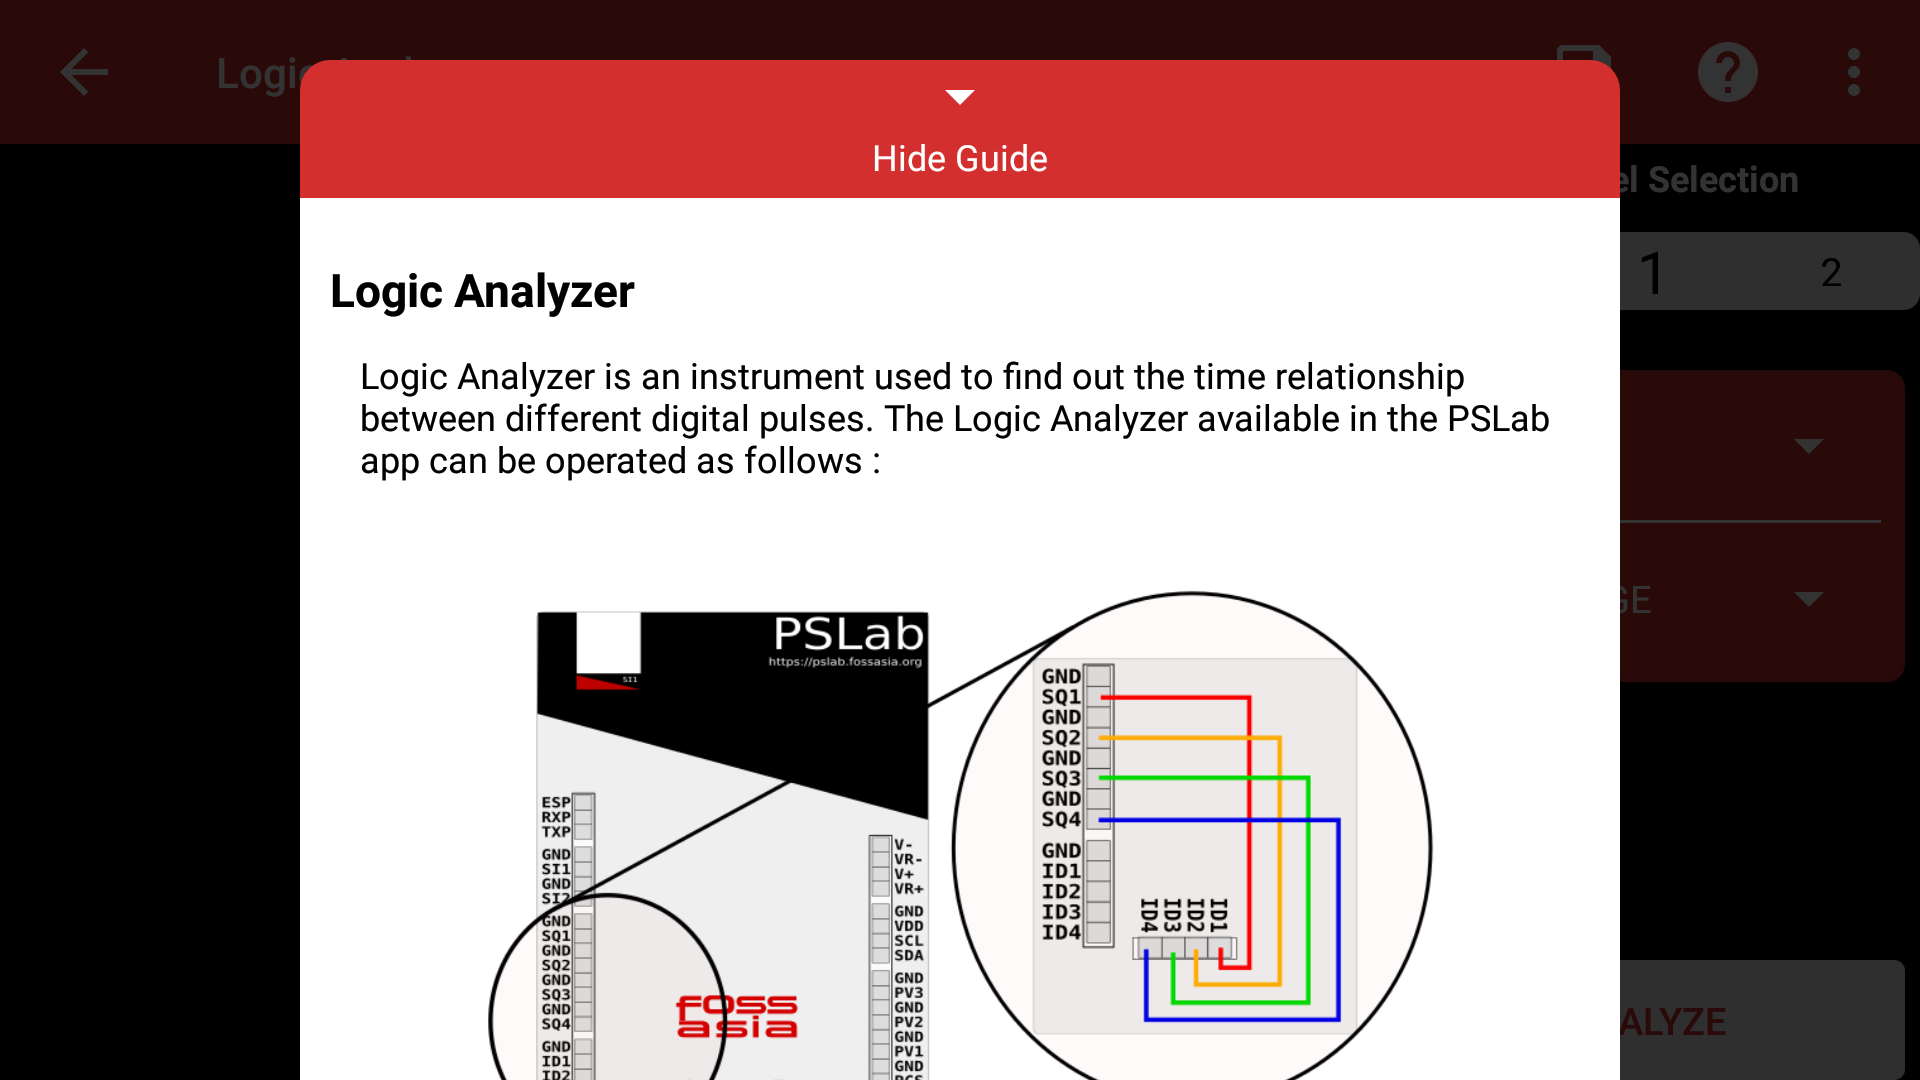 Hide Guide
el Selection
1 2
Logic Analyzer
Logic Analyzer is an instrument used to find out the time relationship
between different digital pulses. The Logic Analyzer available in the PSLab
app can be operated as follows :
GE
PSLab
https://pslab.fossasia.org
SI1
ESP
RXP
TXP
GND
SI1
GND
SI2
GND
SQ1
GND
SQ2
GND
SQ3
GND
SQ4
GND
ID1
ID2
fossasia
V-
VR-
V+
VR+
GND
VDD
SCL
SDA
GND
PV3
GND
PV2
GND
PV1
GND
GND
SQ1
GND
SQ2
GND
SQ3
GND
SQ4
GND
ID1
ID2
ID3
ID4
ID4
ID3
ID2
ID1
ALYZE